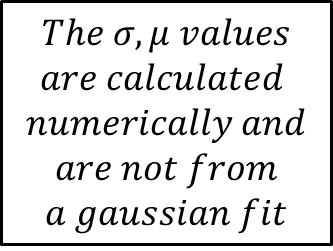 The σ, μ values
are calculated
numerically and
are not from
a gaussian fit